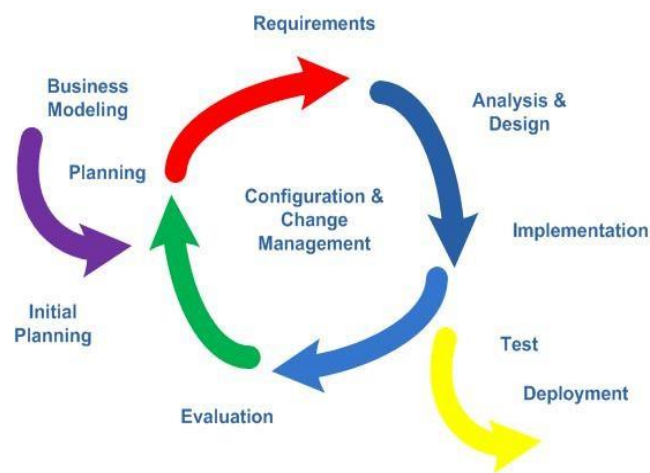 Requirements
Business
Modeling
Analysis &
Design
Planning
Configuration &
Change
Management
Implementation
Initial
Planning
Test
Deployment
Evaluation